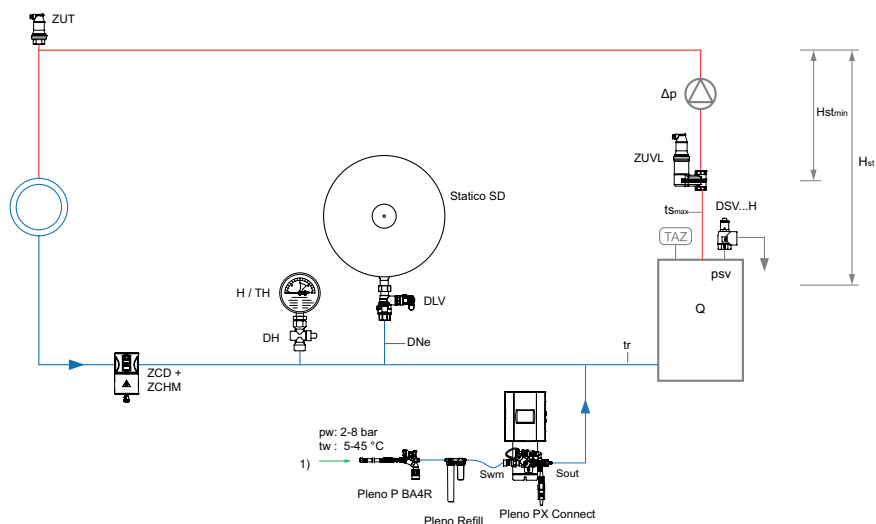 ZUT
Δp
Hstmin
Hst
ZUVL
Statico SD
tsmax
DSV...H
TAZ
psv
H / TH
DLV
Q
DH
DNe
tr
ZCD +
ZCHM
pw: 2-8 bar
tw : 5-45 °C
1)
Swm
Sout
Pleno P BA4R
Pleno PX Connect
Pleno Refill